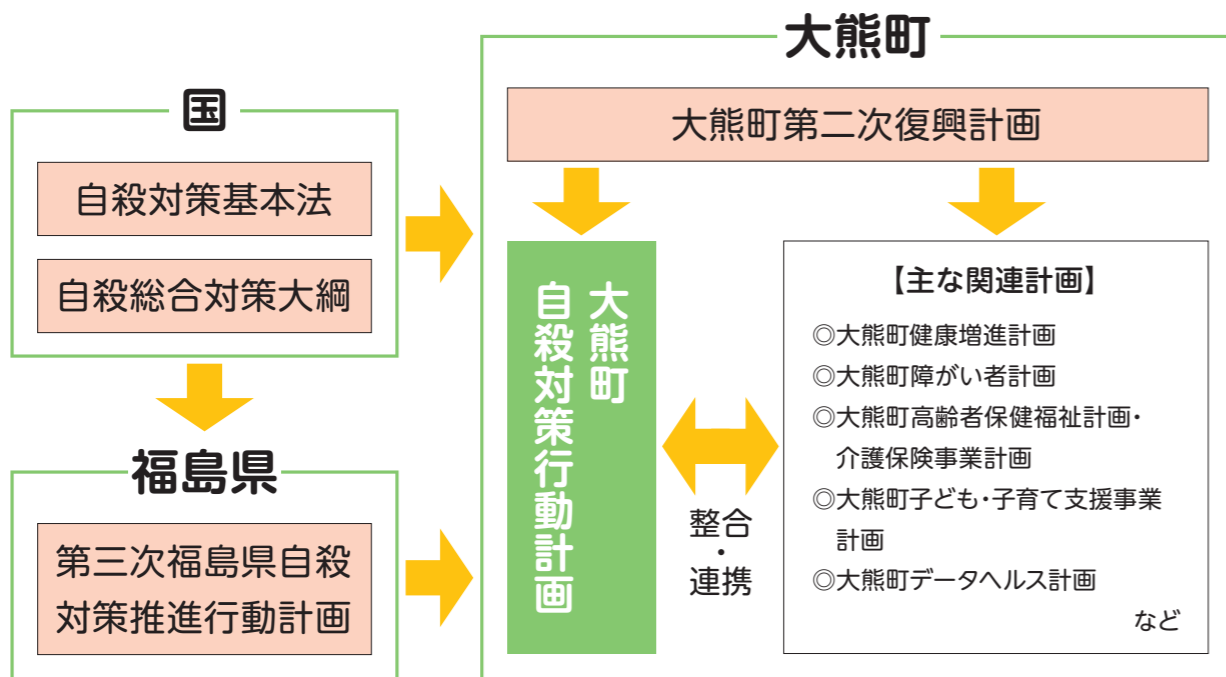 国
自殺対策基本法
自殺総合対策大綱
福島県
第三次福島県自殺
対策推進行動計画
大熊町
大熊町第二次復興計画
大熊町
自殺対策行動計画
整合
・
連携
【主な関連計画】
◎大熊町健康増進計画
◎大熊町障がい者計画
◎大熊町高齢者保健福祉計画・
介護保険事業計画
◎大熊町子ども・子育て支援事業
計画
◎大熊町データヘルス計画
など